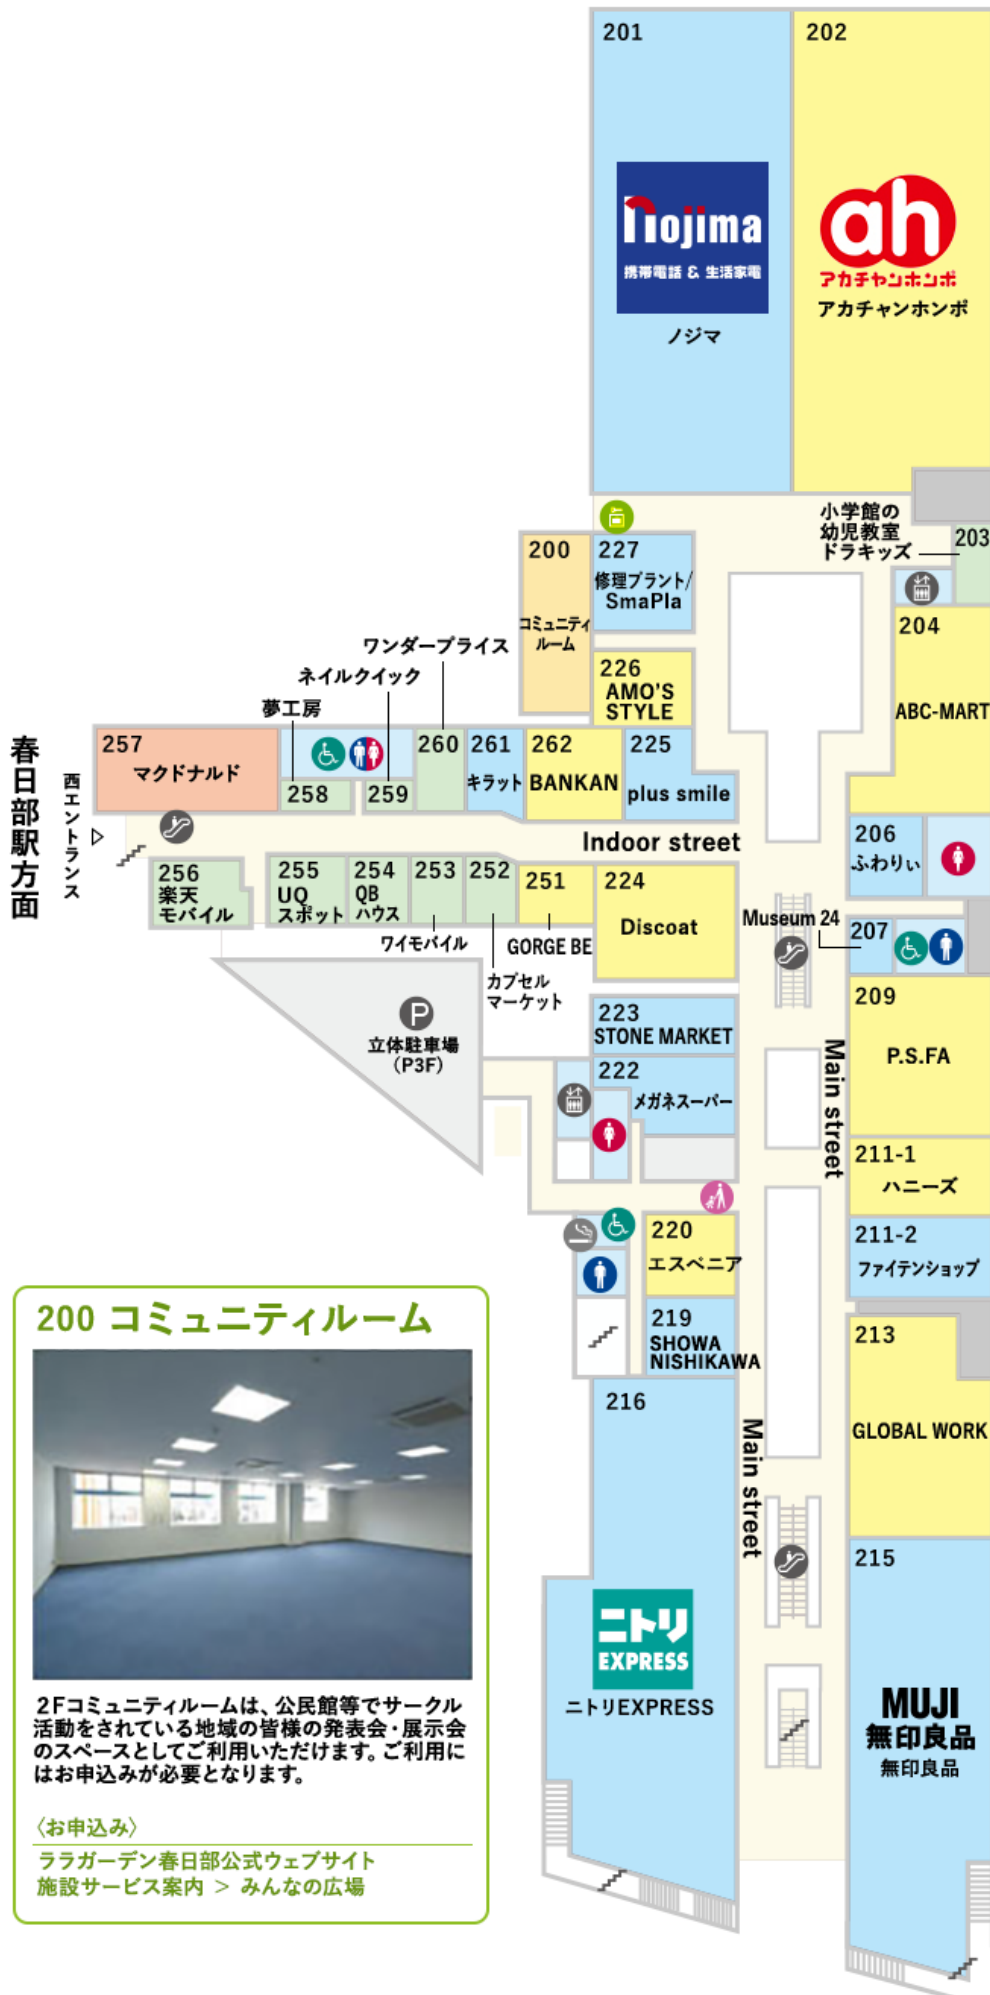 201
nojima
携帯電話 & 生活家電
ノジマ
202
ah
アカチャンホンポ
アカチャンホンポ
小学館の
幼児教室
ドラキッズ
203
200
コミュニティ
ルーム
227
修理プラント/
SmaPla
204
ABC-MART
226
AMO'S
STYLE
ワンダープライス
ネイルクイック
夢工房
257
マクドナルド
258
259
260
261
キラット
262
BANKAN
225
plus smile
春日部駅方面
西エントランス
Indoor street
206
ふわりぃ
256
楽天
モバイル
255
UQ
スポット
254
QB
ハウス
253
252
251
224
Discoat
ワイモバイル
GORGE BE
カプセル
マーケット
Museum 24
207
P
立体駐車場
(P3F)
223
STONE MARKET
222
メガネスーパー
209
P.S.FA
Main street
211-1
ハニーズ
211-2
ファイテンショップ
220
エスペニア
219
SHOWA
NISHIKAWA
213
GLOBAL WORK
216
ニトリ
EXPRESS
ニトリEXPRESS
Main street
215
MUJI
無印良品
無印良品
200 コミュニティルーム
2Fコミュニティルームは、公民館等でサークル
活動をされている地域の皆様の発表会・展示会
のスペースとしてご利用いただけます。ご利用に
はお申込みが必要となります。
〈お申込み〉
ララガーデン春日部公式ウェブサイト
施設サービス案内 > みんなの広場